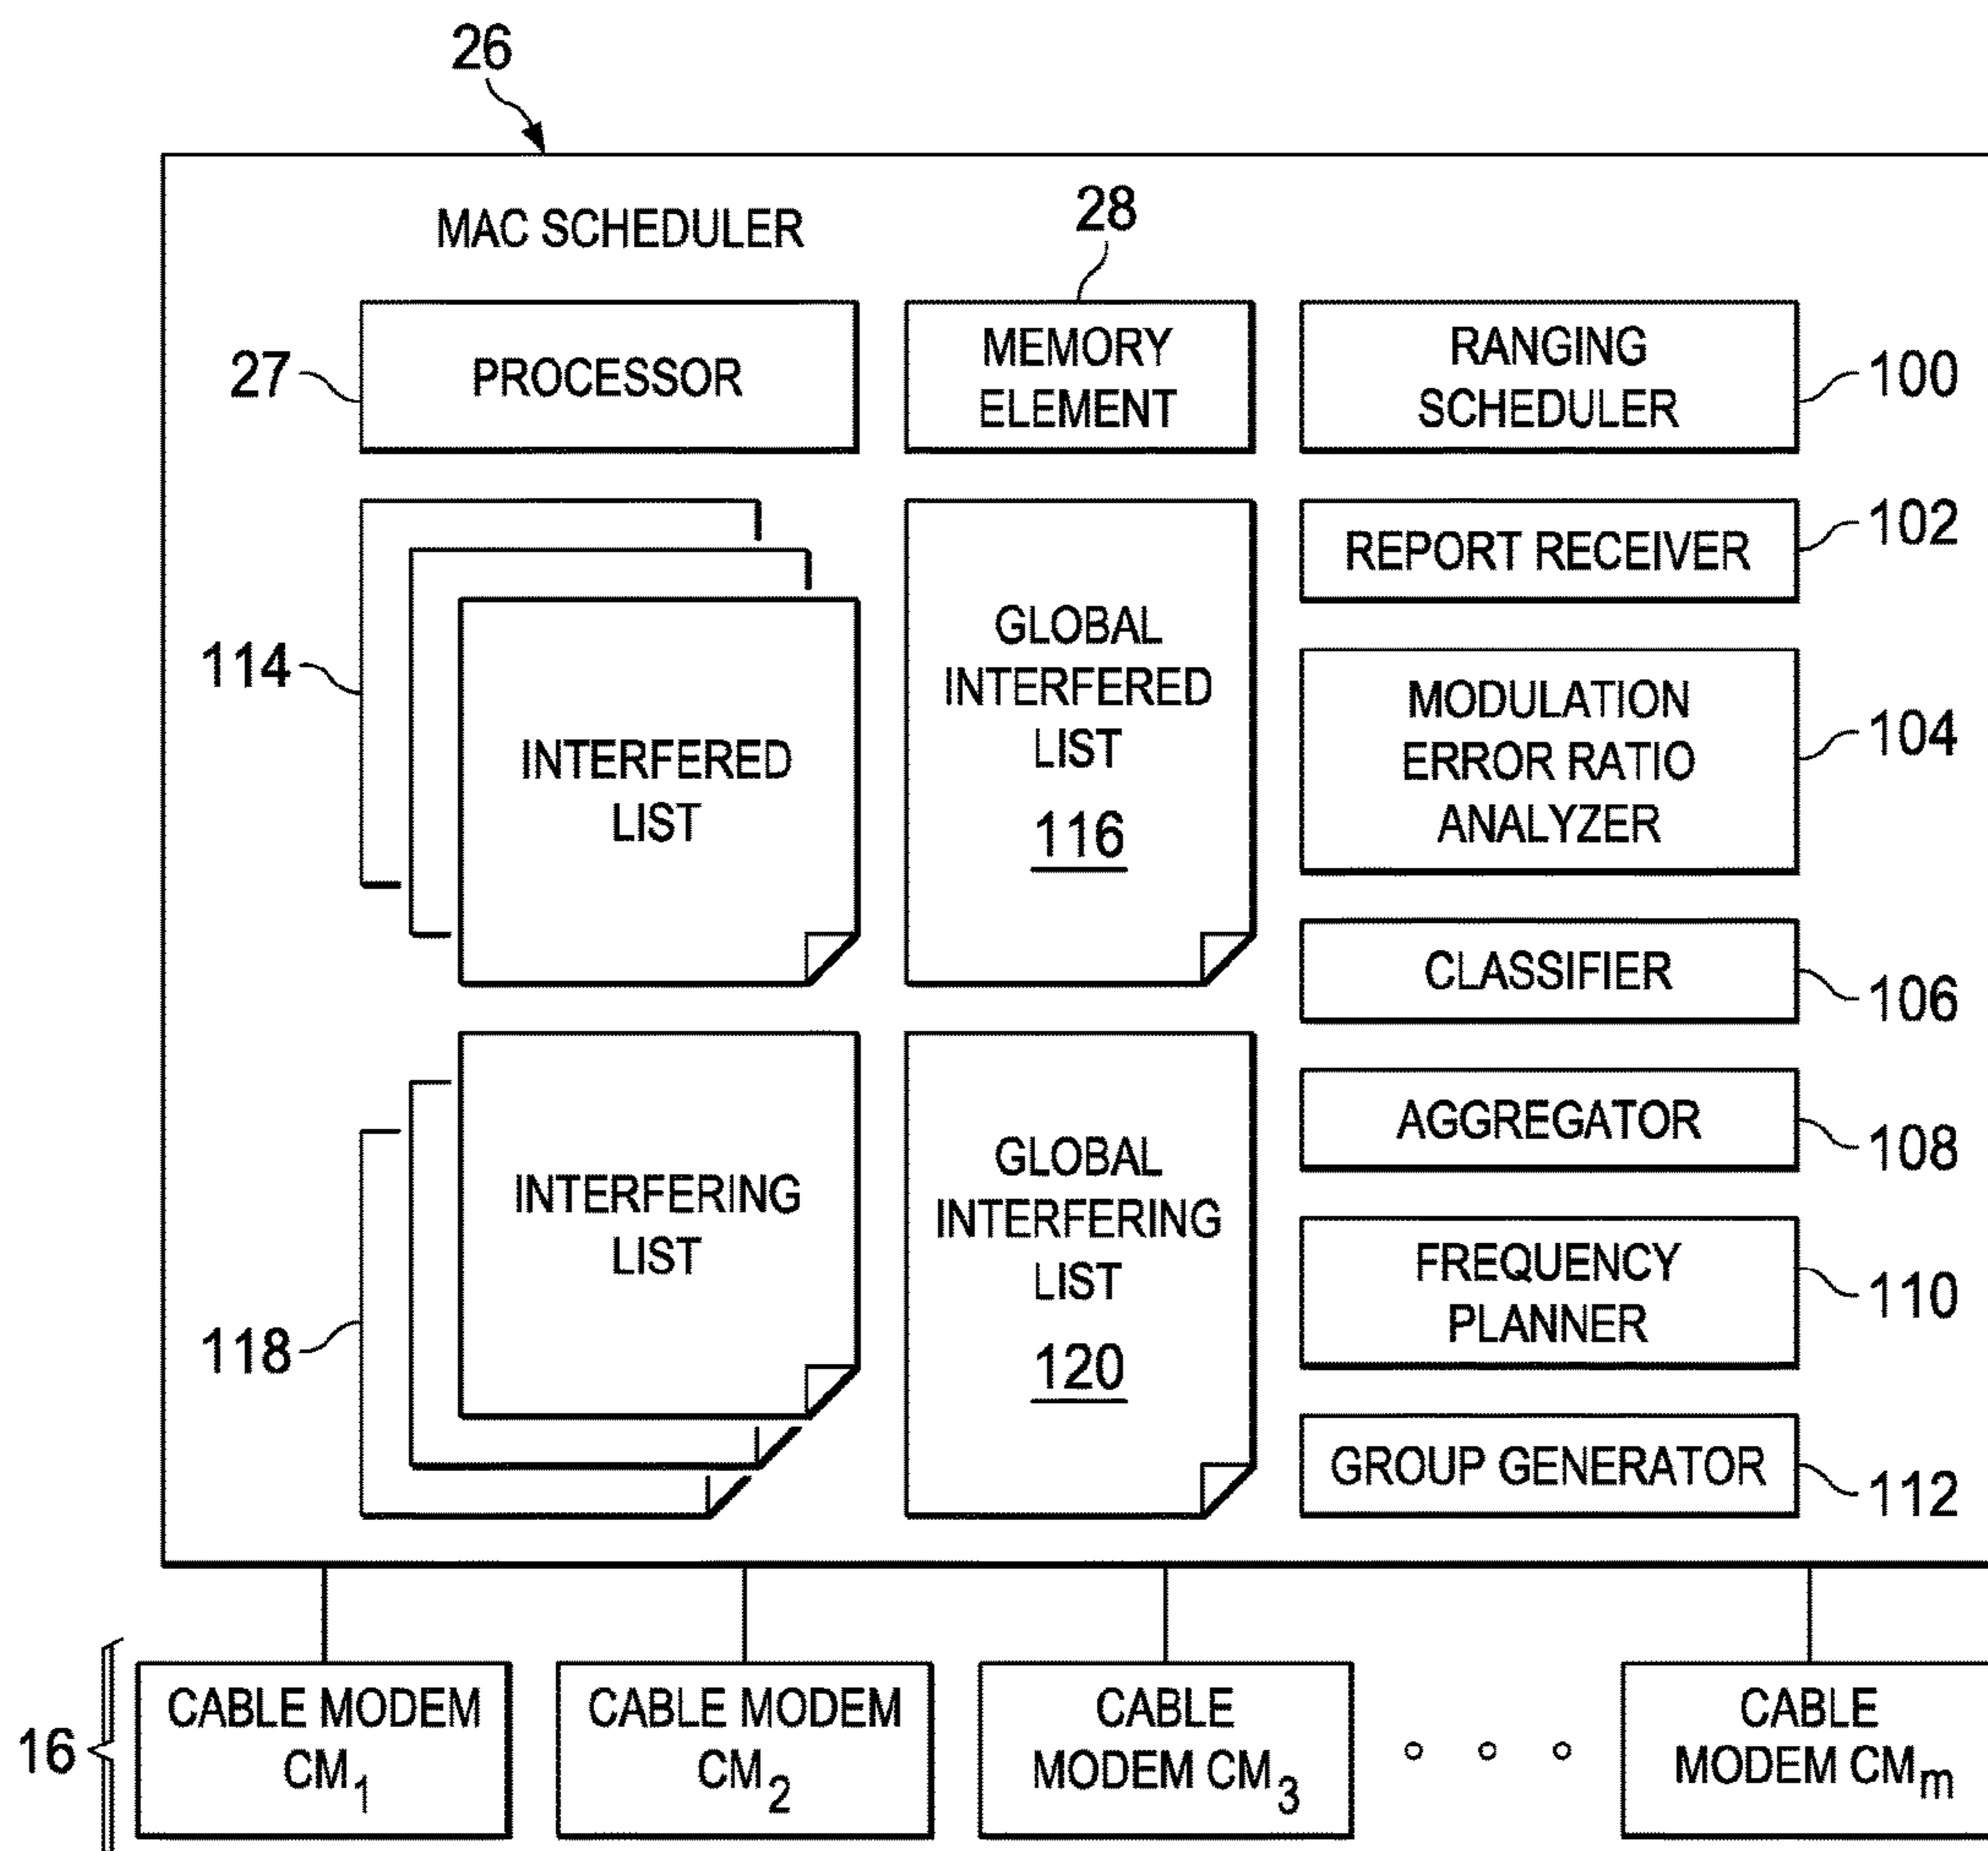 26
MAC SCHEDULER
28
27
PROCESSOR
MEMORY
ELEMENT
RANGING
SCHEDULER
100
REPORT RECEIVER
102
114
INTERFERED
LIST
GLOBAL
INTERFERED
LIST
116
MODULATION
ERROR RATIO
ANALYZER
104
CLASSIFIER
106
118
INTERFERING
LIST
GLOBAL
INTERFERING
LIST
120
AGGREGATOR
108
FREQUENCY
PLANNER
110
GROUP GENERATOR
112
16
CABLE MODEM
CM1
CABLE MODEM
CM2
CABLE
MODEM CM3
CABLE
MODEM CMm